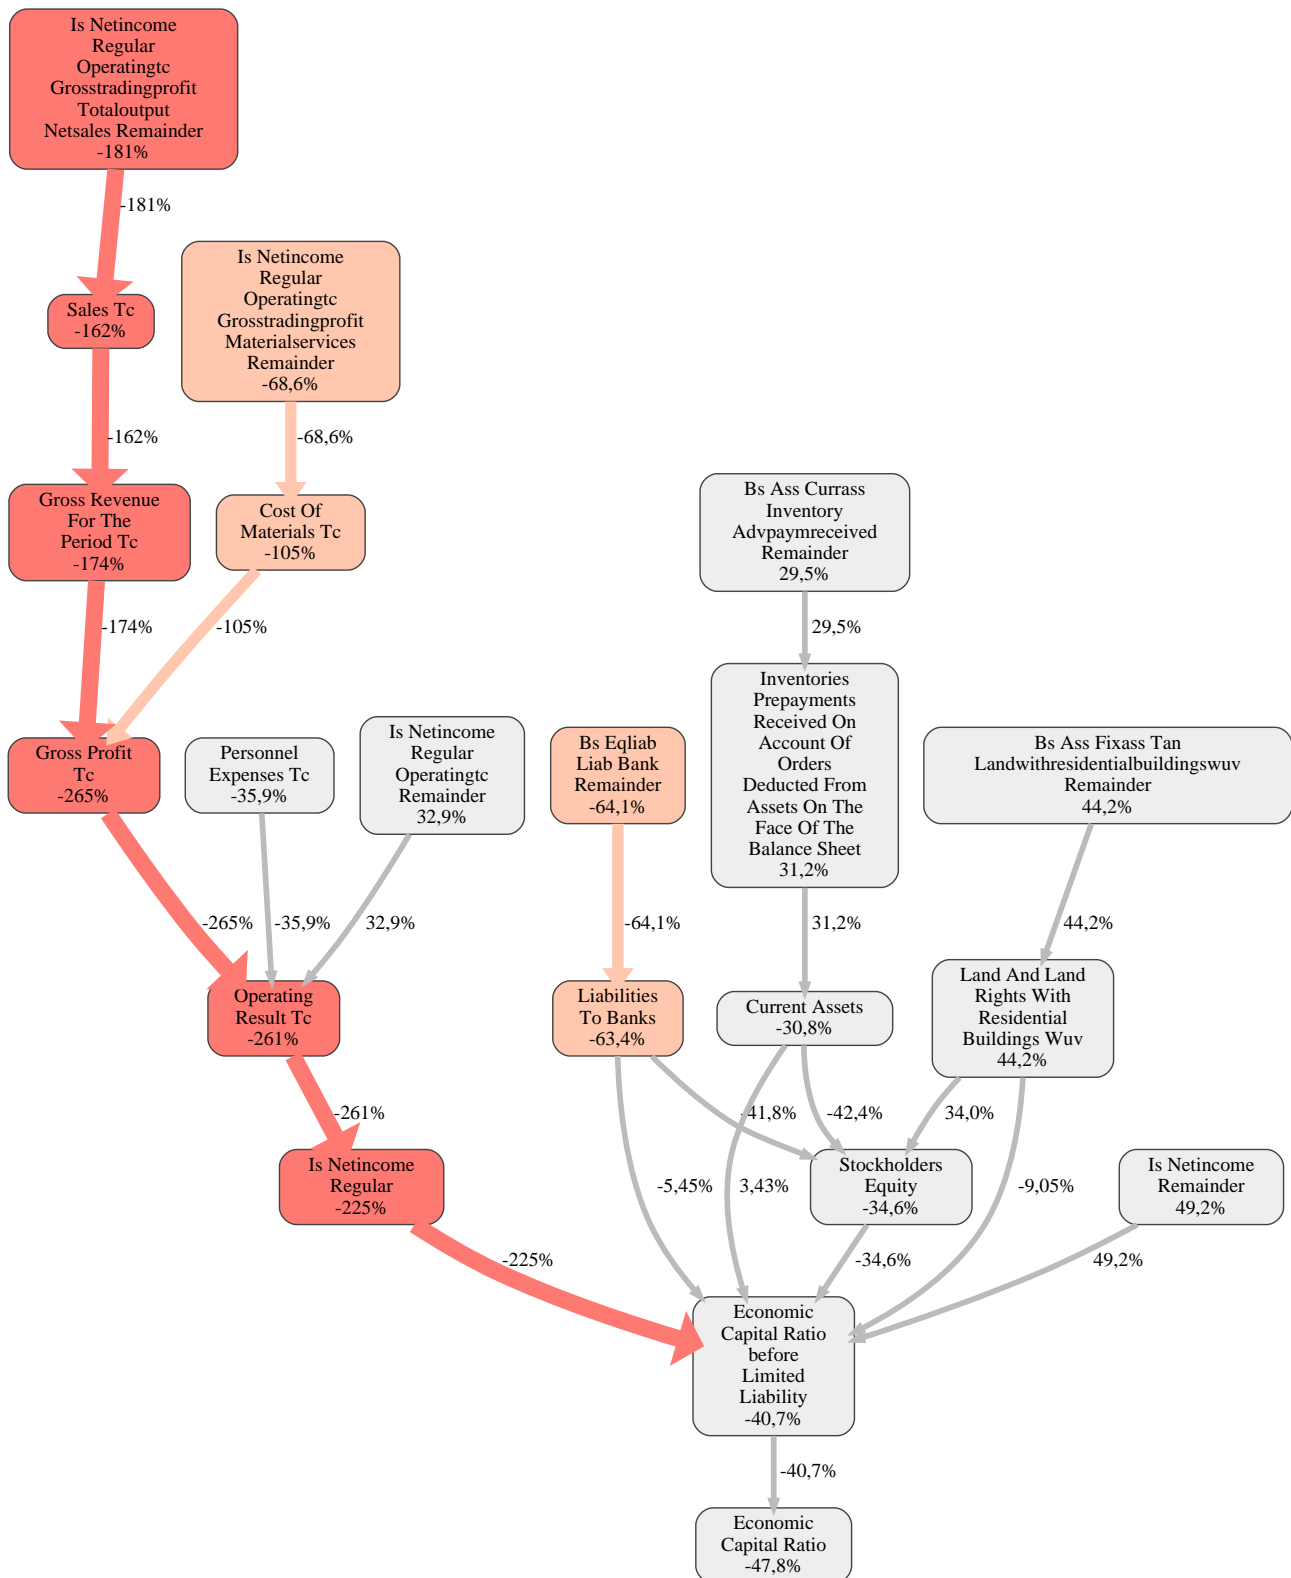 Is Netincome
Regular
Operatingtc
Grosstradingprofit
Totaloutput
Netsales Remainder
-181%
-181%
Sales Tc
-162%
Is Netincome
Regular
Operatingtc
Grosstradingprofit
Materialservices
Remainder
-68,6%
-162%
-68,6%
Gross Revenue
For The
Period Tc
-174%
Cost Of
Materials Tc
-105%
Bs Ass Currass
Inventory
Advpaymreceived
Remainder
29,5%
-174%
-105%
29,5%
Gross Profit
Tc
-265%
Personnel
Expenses Tc
-35,9%
Is Netincome
Regular
Operatingtc
Remainder
32,9%
Bs Eqliab
Liab Bank
Remainder
-64,1%
Inventories
Prepayments
Received On
Account Of
Orders
Deducted From
Assets On The
Face Of The
Balance Sheet
31,2%
Bs Ass Fixass Tan
Landwithresidentialbuildingswuv
Remainder
44,2%
-265%
-35,9%
32,9%
-64,1%
31,2%
44,2%
Operating
Result Tc
-261%
Liabilities
To Banks
-63,4%
Current Assets
-30,8%
Land And Land
Rights With
Residential
Buildings Wuv
44,2%
-261%
-41,8%
-42,4%
34,0%
Is Netincome
Regular
-225%
-5,45%
3,43%
Stockholders
Equity
-34,6%
-9,05%
Is Netincome
Remainder
49,2%
-225%
-34,6%
49,2%
Economic
Capital Ratio
before
Limited
Liability
-40,7%
-40,7%
Economic
Capital Ratio
-47,8%